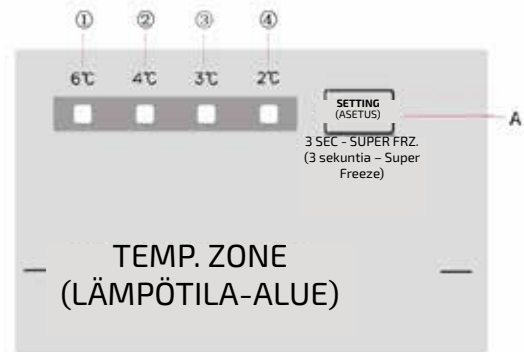 ① ② ③ ④
6℃ 4℃ 3℃ 2℃
SETTING
(ASETUS)
A
3 SEC - SUPER FRZ.
(3 sekuntia – Super
Freeze)
TEMP. ZONE
(LÄMPÖTILA-ALUE)